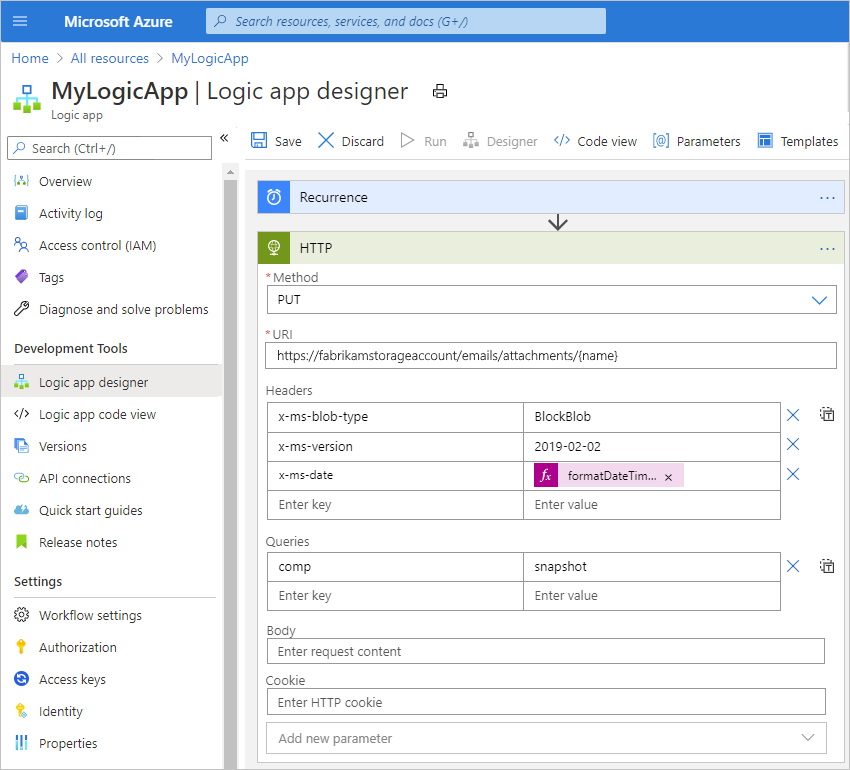 Microsoft Azure
Search resources, services, and docs (G+/)
Home > All resources > MyLogicApp
MyLogicApp | Logic app designer
Logic app
Search (Ctrl+/)
«
Overview
Activity log
Access control (IAM)
Tags
Diagnose and solve problems
Development Tools
Logic app designer
Logic app code view
Versions
API connections
Quick start guides
Release notes
Settings
Workflow settings
Authorization
Access keys
Identity
Properties
Save Discard Run Designer Code view Parameters Templates
Recurrence ...
HTTP ...
* Method
PUT
* URI
https://fabrikamstorageaccount/emails/attachments/{name}
Headers
x-ms-blob-type BlockBlob
x-ms-version 2019-02-02
x-ms-date fx formatDateTim... x
Enter key Enter value
Queries
comp snapshot
Enter key Enter value
Body
Enter request content
Cookie
Enter HTTP cookie
Add new parameter